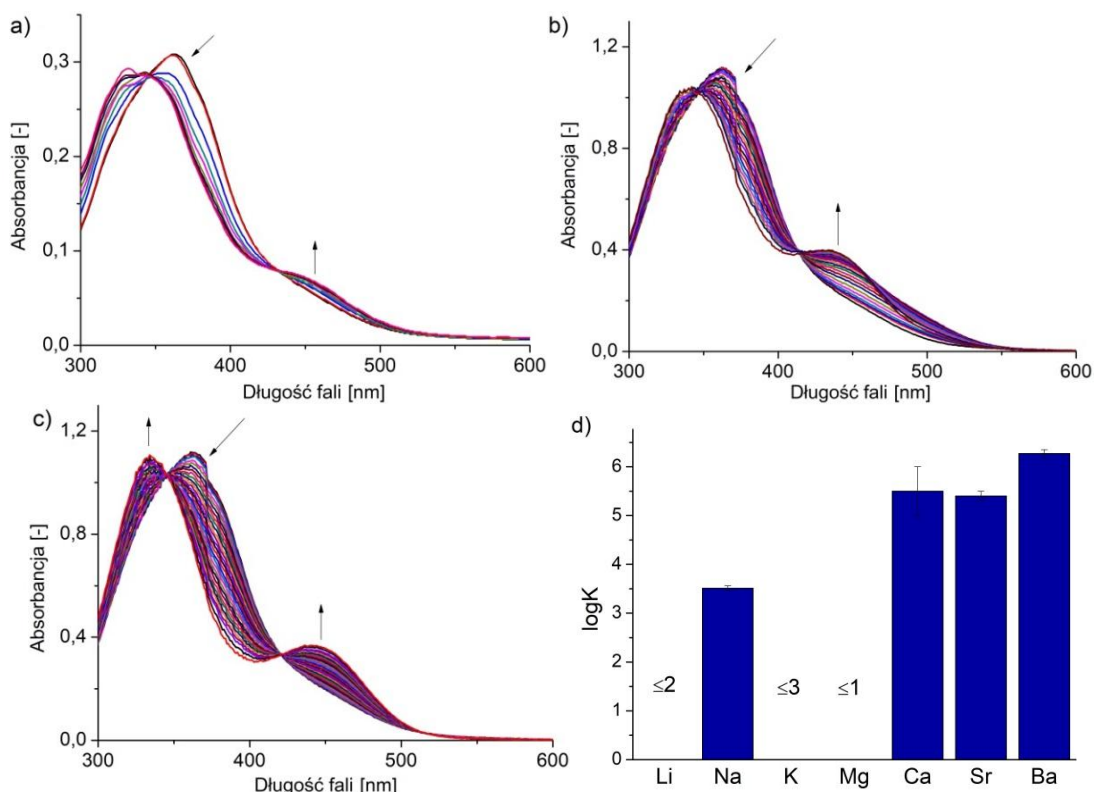 a)
0,3
0,2
0,1
0,0
Absorbancja [-]
300 400 500 600
Długość fali [nm]
b)
1,2
0,8
0,4
0,0
Absorbancja [-]
300 400 500 600
Długość fali [nm]
c)
1,2
0,8
0,4
0,0
Absorbancja [-]
300 400 500 600
Długość fali [nm]
d)
6
5
4
3
2
1
0
logK
≤2 ≤3 ≤1
Li Na K Mg Ca Sr Ba